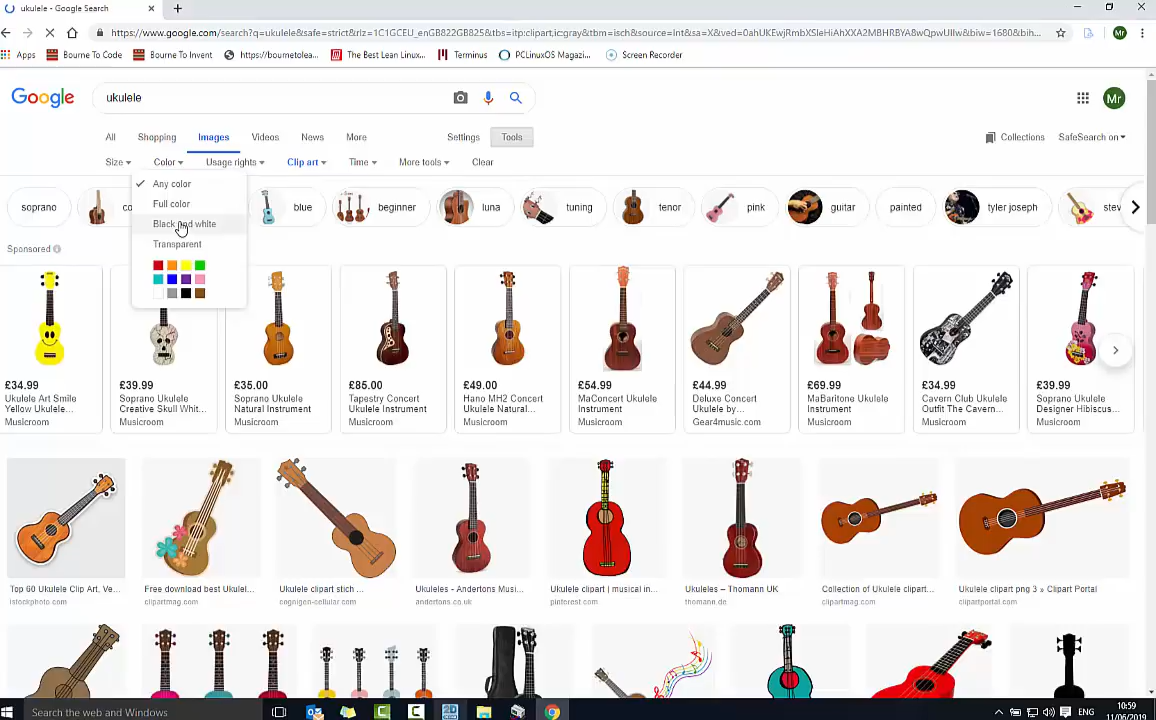 ukulele - Google Search
https://www.google.com/search?q=ukulele&safe=strict&rlz=1C1GCEU_enGB822GB825&tbs=itp:clipart,ic:gray&tbm=isch&source=lnt&sa=X&ved=0ahUKEwjRmbXSleHiAhXXA2MBHRBYA8wQpwUIIw&biw=1680&bih...
Mr
Apps Bourne To Code Bourne To Invent https://bournetolea... The Best Lean Linux... Terminus PCLinuxOS Magazi... Screen Recorder
Google
ukulele
Mr
All Shopping Images Videos News More Settings Tools Collections SafeSearch on
Size Color Usage rights Clip art Time More tools Clear
Any color
Full color
Black and white
Transparent
soprano co blue beginner luna tuning tenor pink guitar painted tyler joseph stev
Sponsored
£34.99 £39.99 £35.00 £85.00 £49.00 £54.99 £44.99 £69.99 £34.99 £39.99
Ukulele Art Smile Soprano Ukulele Soprano Ukulele Tapestry Concert Hano MH2 Concert MaConcert Ukulele Deluxe Concert MaBaritone Ukulele Cavern Club Ukulele Soprano Ukulele
Yellow Ukulele... Creative Skull Whit... Natural Instrument Ukulele Instrument Ukulele Natural... Instrument Ukulele by... Instrument Outfit The Cavern... Designer Hibiscus...
Musicroom Musicroom Musicroom Musicroom Musicroom Musicroom Gear4music.com Musicroom Musicroom Musicroom
Top 60 Ukulele Clip Art, Ve... Free download best Ukulel... Ukulele clipart stich ... Ukuleles - Andertons Musi... Ukulele clipart | musical in... Ukuleles – Thomann UK Collection of Ukulele clipart... Ukulele clipart png 3 » Clipart Portal
istockphoto.com clipartmag.com cognigen-cellular.com andertons.co.uk pinterest.com thomann.de clipartmag.com clipartportal.com
Search the web and Windows
ENG
10:59
11/06/2019